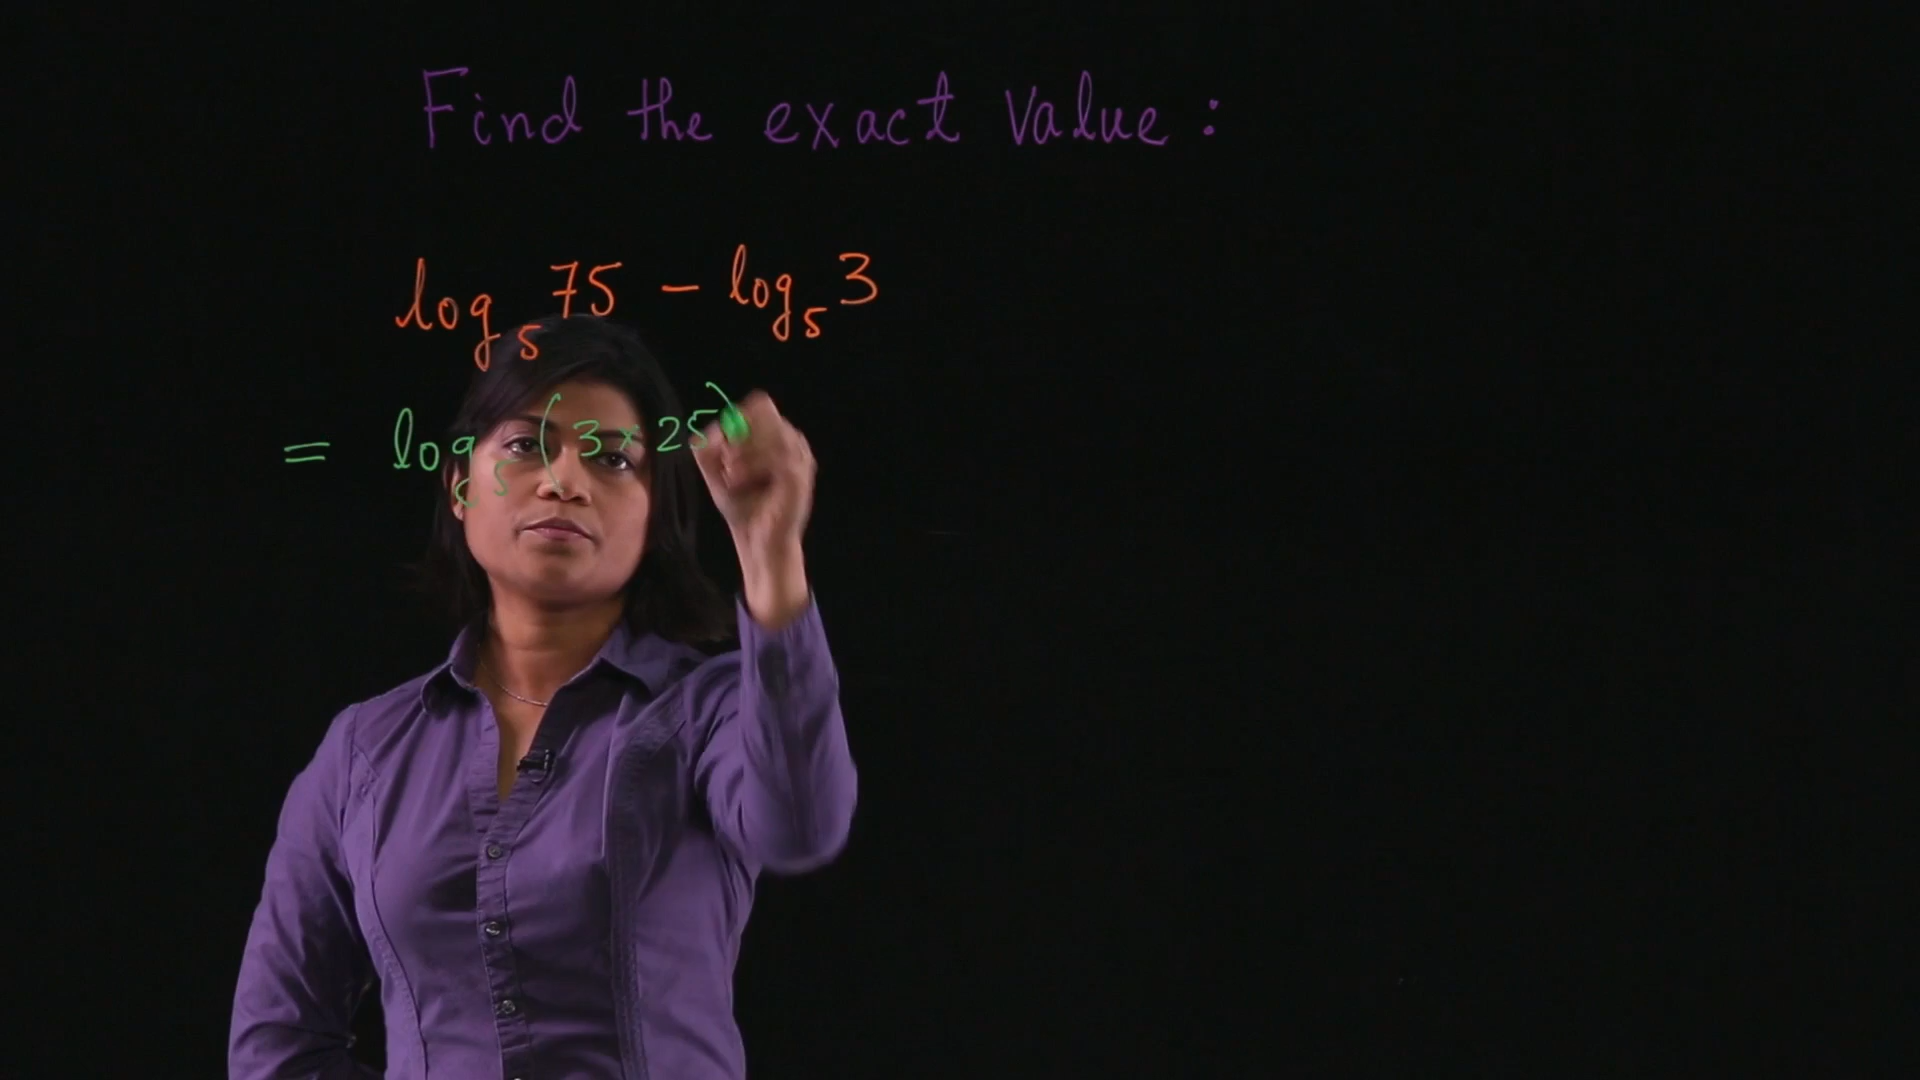 Find the exact value:
log₅ 75 − log₅ 3
= log₅ (3×25)